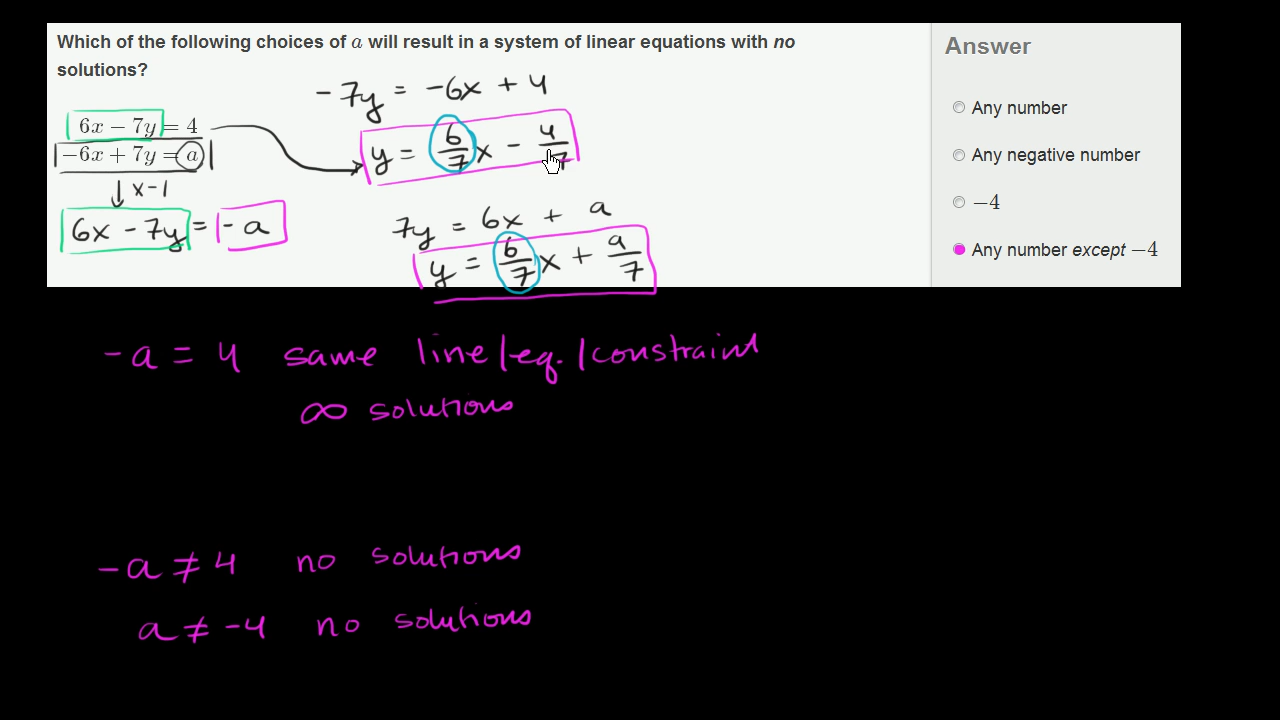 Which of the following choices of a will result in a system of linear equations with no
solutions?
6x − 7y = 4
−6x + 7y = a
x-1
6x - 7y = -a
-7y = -6x + 4
y = 6/7 x - 4/7
7y = 6x + a
y = 6/7 x + a/7
Answer
Any number
Any negative number
−4
Any number except −4
-a = 4 same line/eq./constraint
∞ solutions
-a ≠ 4 no solutions
a ≠ -4 no solutions